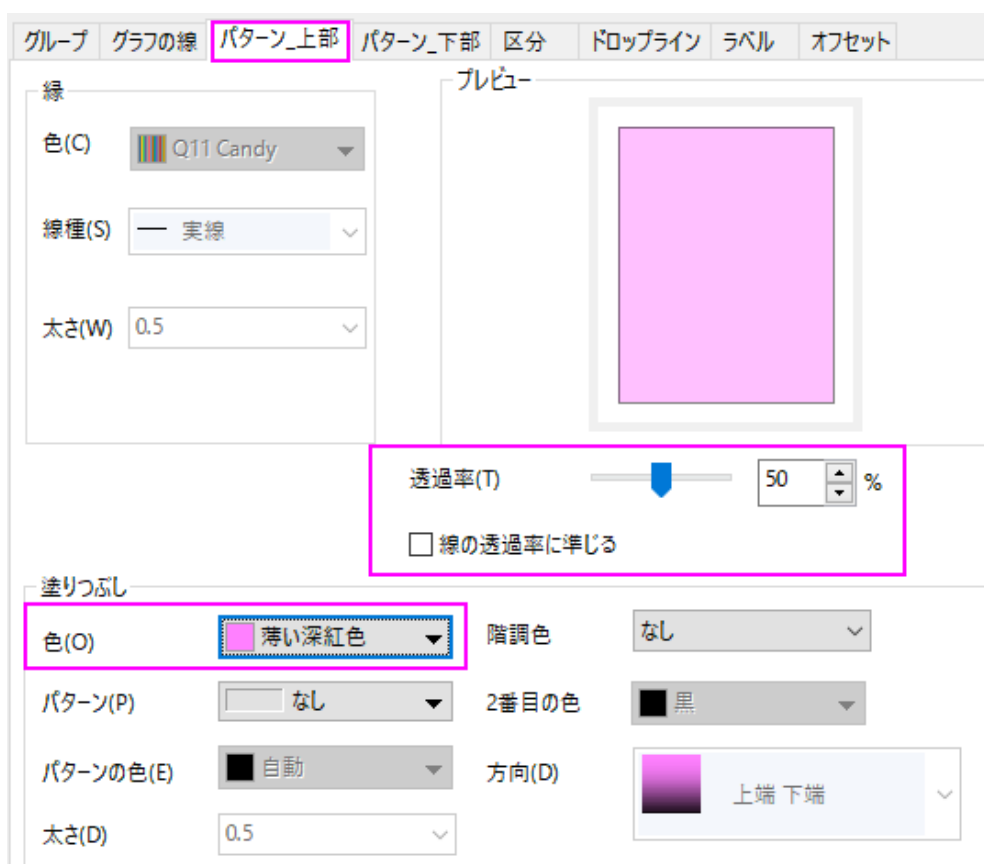 グループ グラフの線 パターン_上部 パターン_下部 区分 ドロップライン ラベル オフセット
縁
プレビュー
色(C) Q11 Candy
線種(S) 実線
太さ(W) 0.5
透過率(T) 50 %
線の透過率に準じる
塗りつぶし
色(O) 薄い深紅色 階調色 なし
パターン(P) なし 2番目の色 黒
パターンの色(E) 自動 方向(D) 上端 下端
太さ(D) 0.5